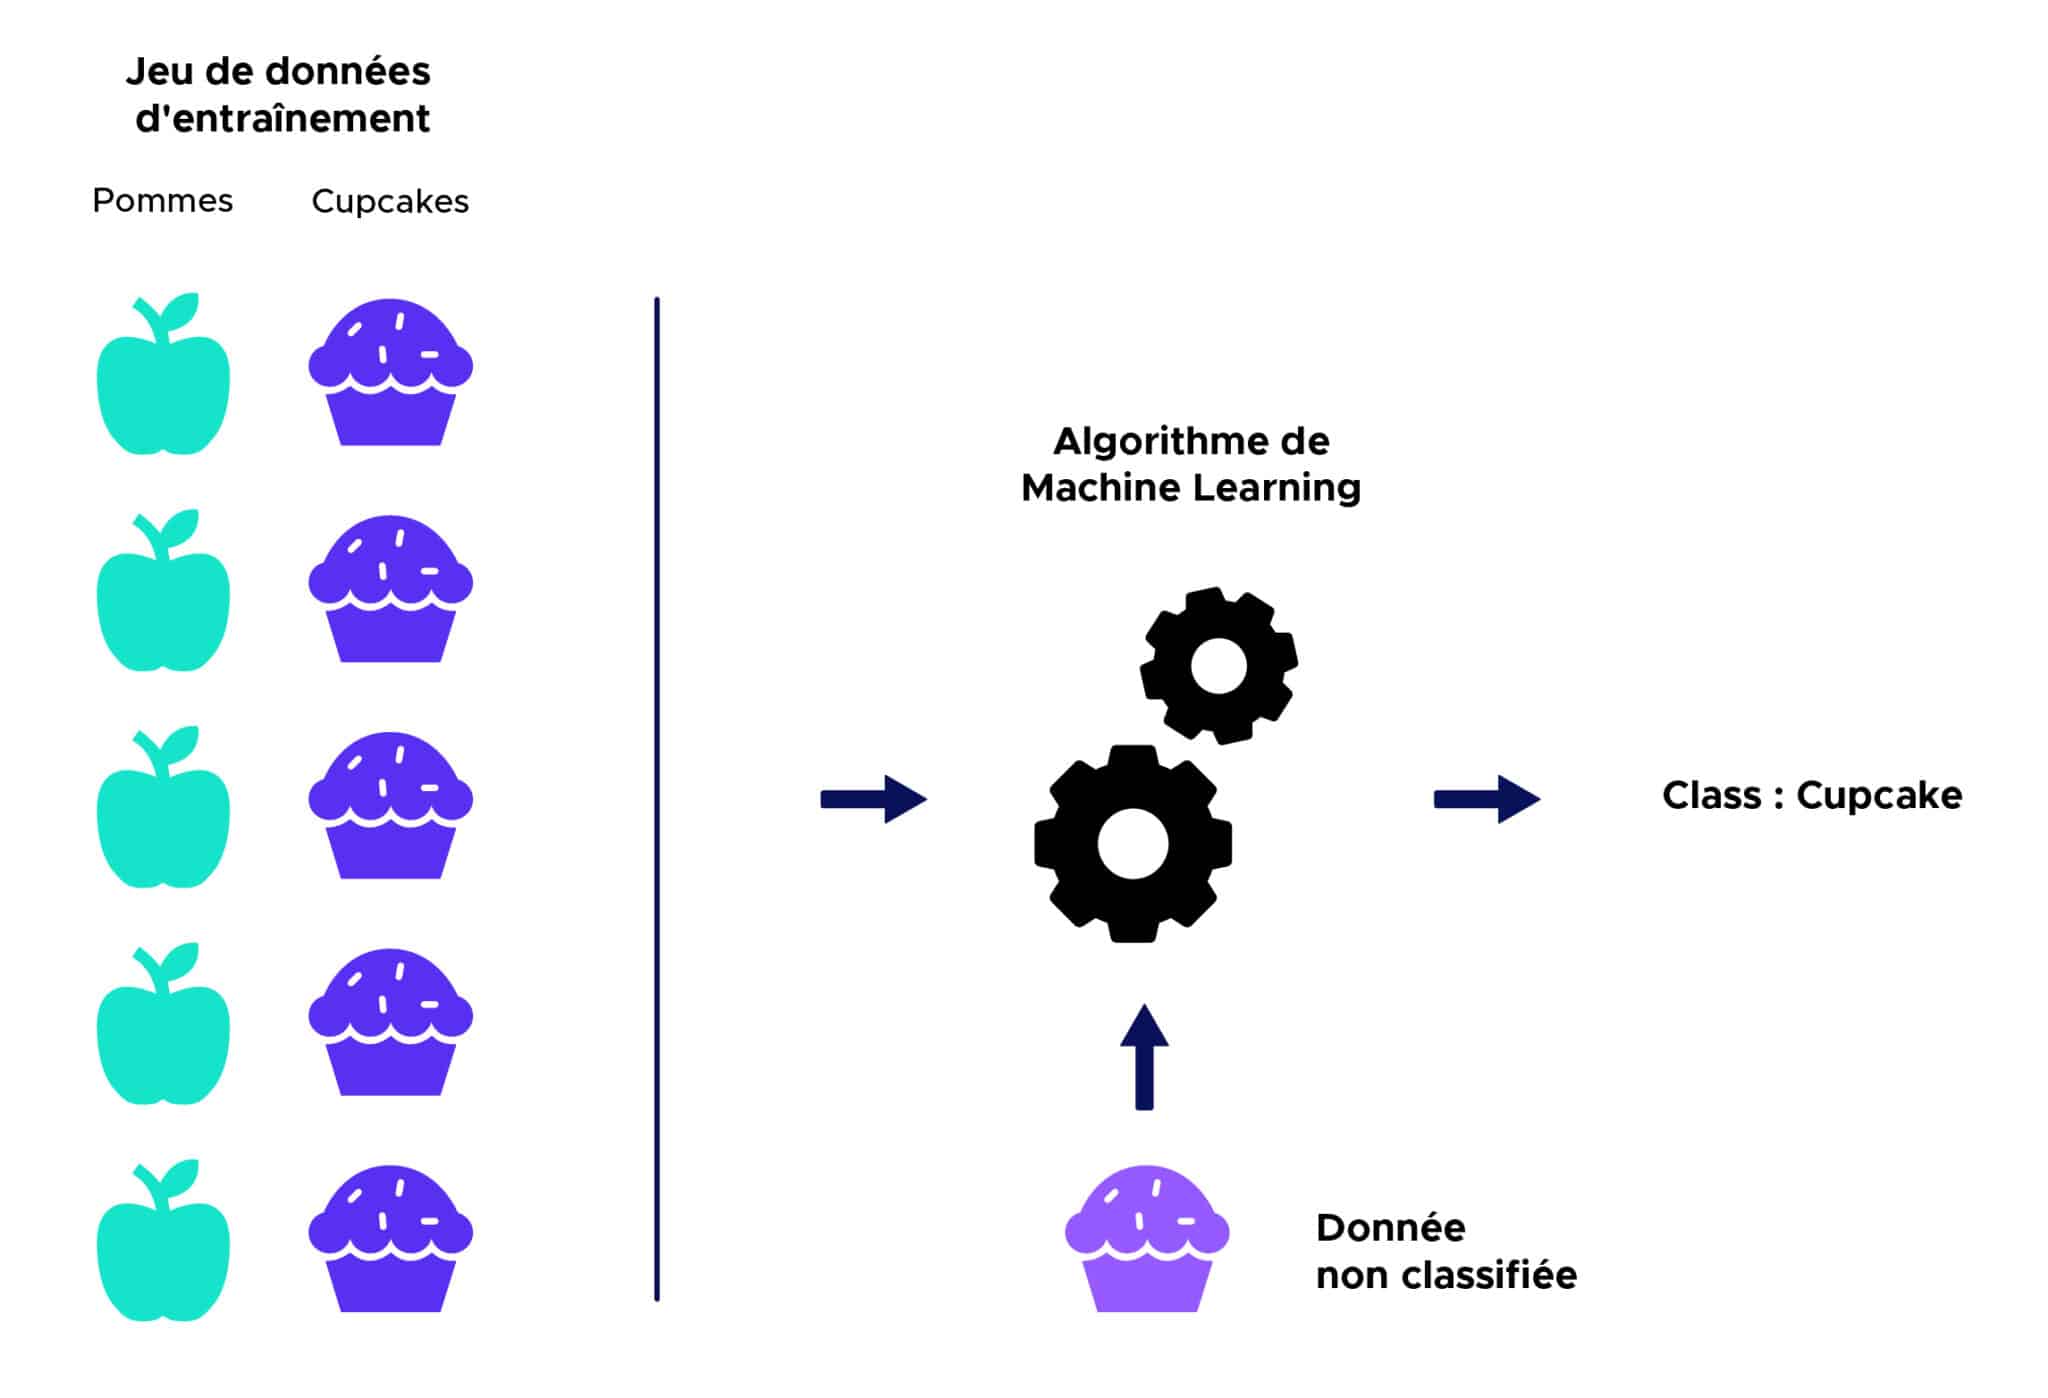 Jeu de données
d'entraînement
Pommes
Cupcakes
Algorithme de
Machine Learning
Class : Cupcake
Donnée
non classifiée